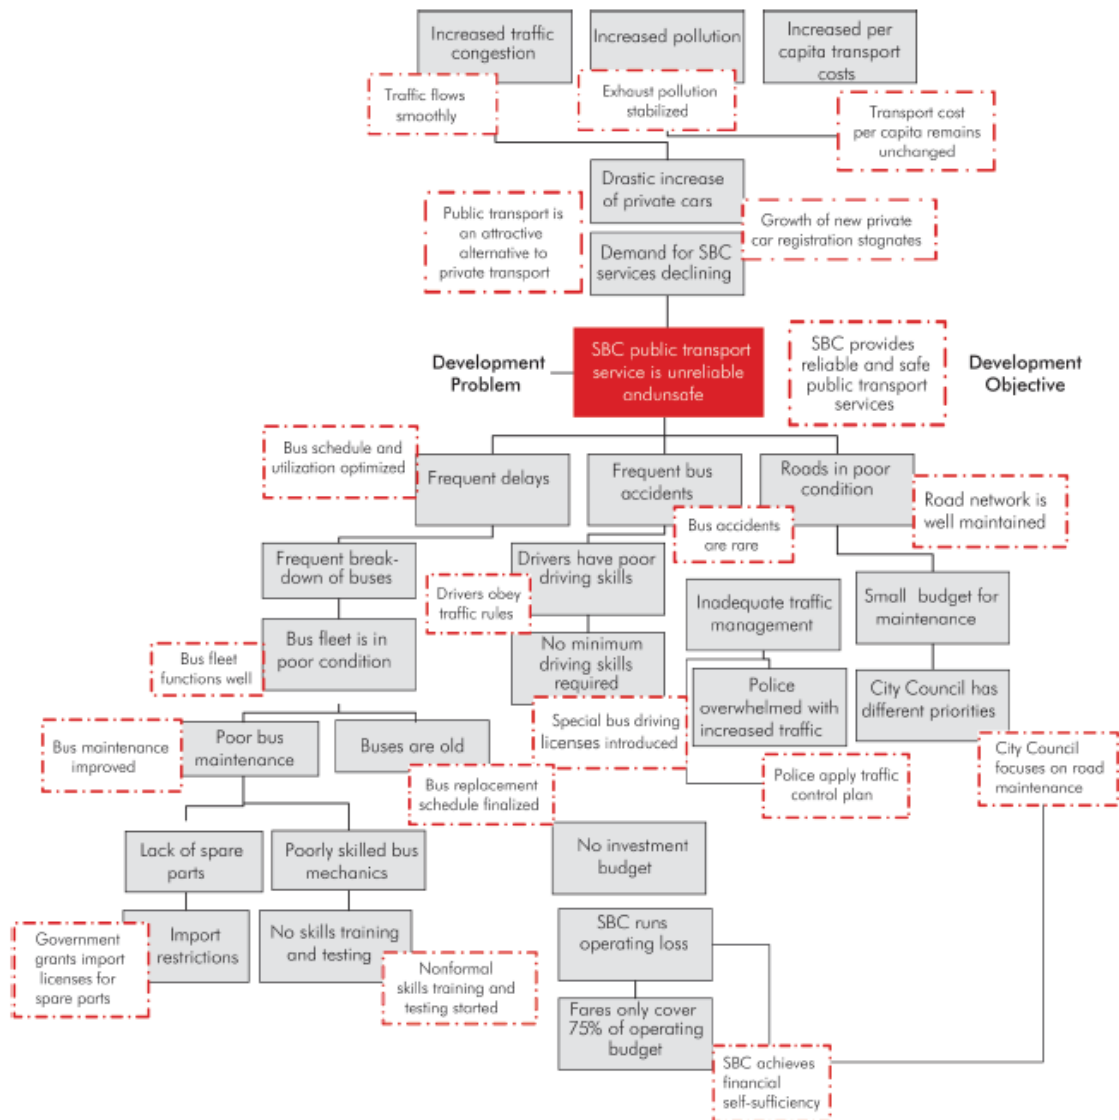 Increased traffic
congestion
Increased pollution
Increased per
capita transport
costs
Traffic flows
smoothly
Exhaust pollution
stabilized
Transport cost
per capita remains
unchanged
Drastic increase
of private cars
Public transport is
an attractive
alternative to
private transport
Growth of new private
car registration stagnates
Demand for SBC
services declining
Development
Problem
SBC public transport
service is unreliable
andunsafe
SBC provides
reliable and safe
public transport
services
Development
Objective
Bus schedule and
utilization optimized
Frequent delays
Frequent bus
accidents
Roads in poor
condition
Bus accidents
are rare
Road network is
well maintained
Frequent break-
down of buses
Drivers have poor
driving skills
Drivers obey
traffic rules
Inadequate traffic
management
Small budget for
maintenance
Bus fleet is in
poor condition
Bus fleet
functions well
No minimum
driving skills
required
Police
overwhelmed with
increased traffic
City Council has
different priorities
Special bus driving
licenses introduced
Bus maintenance
improved
Poor bus
maintenance
Buses are old
Bus replacement
schedule finalized
Police apply traffic
control plan
City Council
focuses on road
maintenance
Lack of spare
parts
Poorly skilled bus
mechanics
No investment
budget
Government
grants import
licenses for
spare parts
Import
restrictions
No skills training
and testing
Nonformal
skills training and
testing started
SBC runs
operating loss
Fares only cover
75% of operating
budget
SBC achieves
financial
self-sufficiency